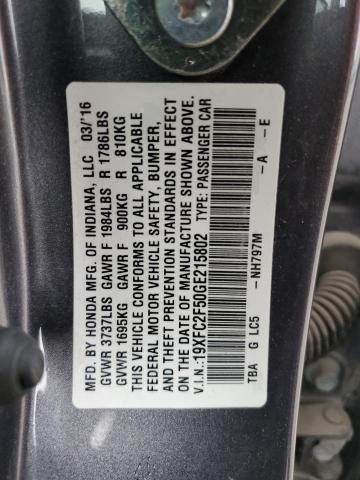 MFD. BY HONDA MFG. OF INDIANA, LLC 03/'16
GVWR 3737LBS GAWR F 1984LBS R 1786LBS
GVWR 1695KG GAWR F 900KG R 810KG
THIS VEHICLE CONFORMS TO ALL APPLICABLE
FEDERAL MOTOR VEHICLE SAFETY, BUMPER,
AND THEFT PREVENTION STANDARDS IN EFFECT
ON THE DATE OF MANUFACTURE SHOWN ABOVE.
V.I.N.:19XFC2F50GE215802 TYPE: PASSENGER CAR
TBA G LC5 -NH797M -A -E